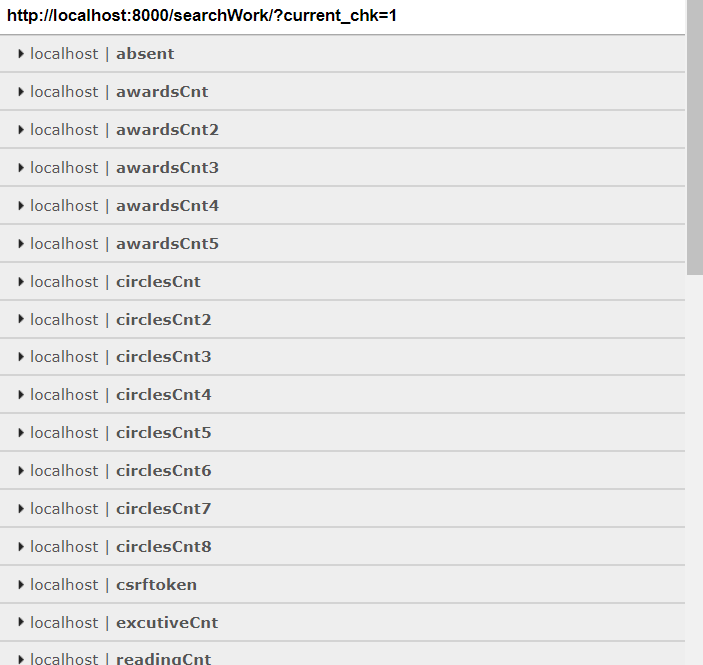 http://localhost:8000/searchWork/?current_chk=1
localhost | absent
localhost | awardsCnt
localhost | awardsCnt2
localhost | awardsCnt3
localhost | awardsCnt4
localhost | awardsCnt5
localhost | circlesCnt
localhost | circlesCnt2
localhost | circlesCnt3
localhost | circlesCnt4
localhost | circlesCnt5
localhost | circlesCnt6
localhost | circlesCnt7
localhost | circlesCnt8
localhost | csrftoken
localhost | excutiveCnt
localhost | readingCnt